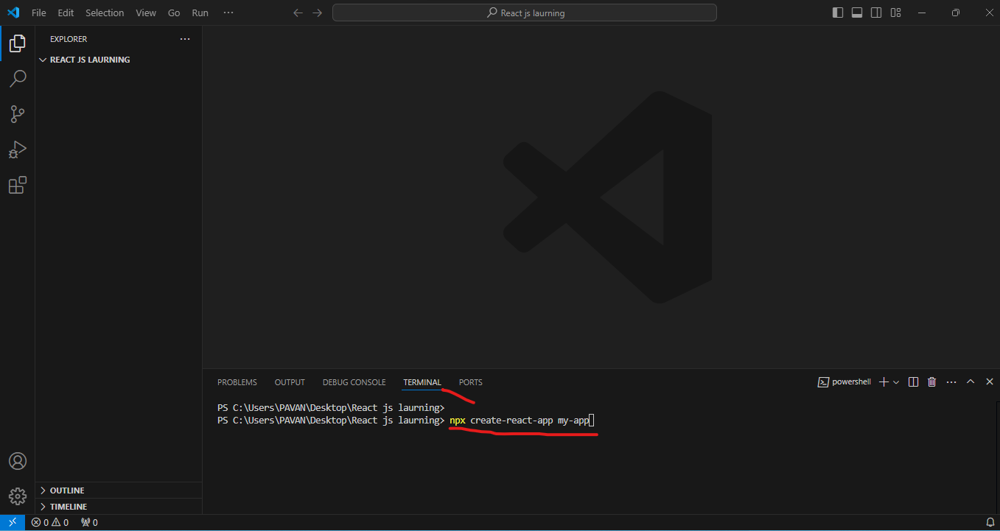 File Edit Selection View Go Run ···
React js laurning
EXPLORER ···
REACT JS LAURNING
PROBLEMS OUTPUT DEBUG CONSOLE TERMINAL PORTS
powershell
PS C:\Users\PAVAN\Desktop\React js laurning>
PS C:\Users\PAVAN\Desktop\React js laurning> npx create-react-app my-app
OUTLINE
TIMELINE
0 0 0